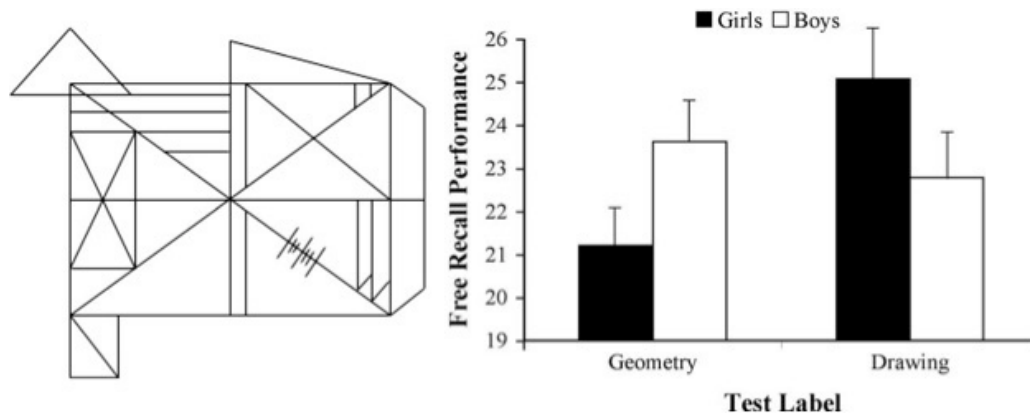 Girls Boys
26
25
24
23
22
21
20
19
Free Recall Performance
Geometry Drawing
Test Label